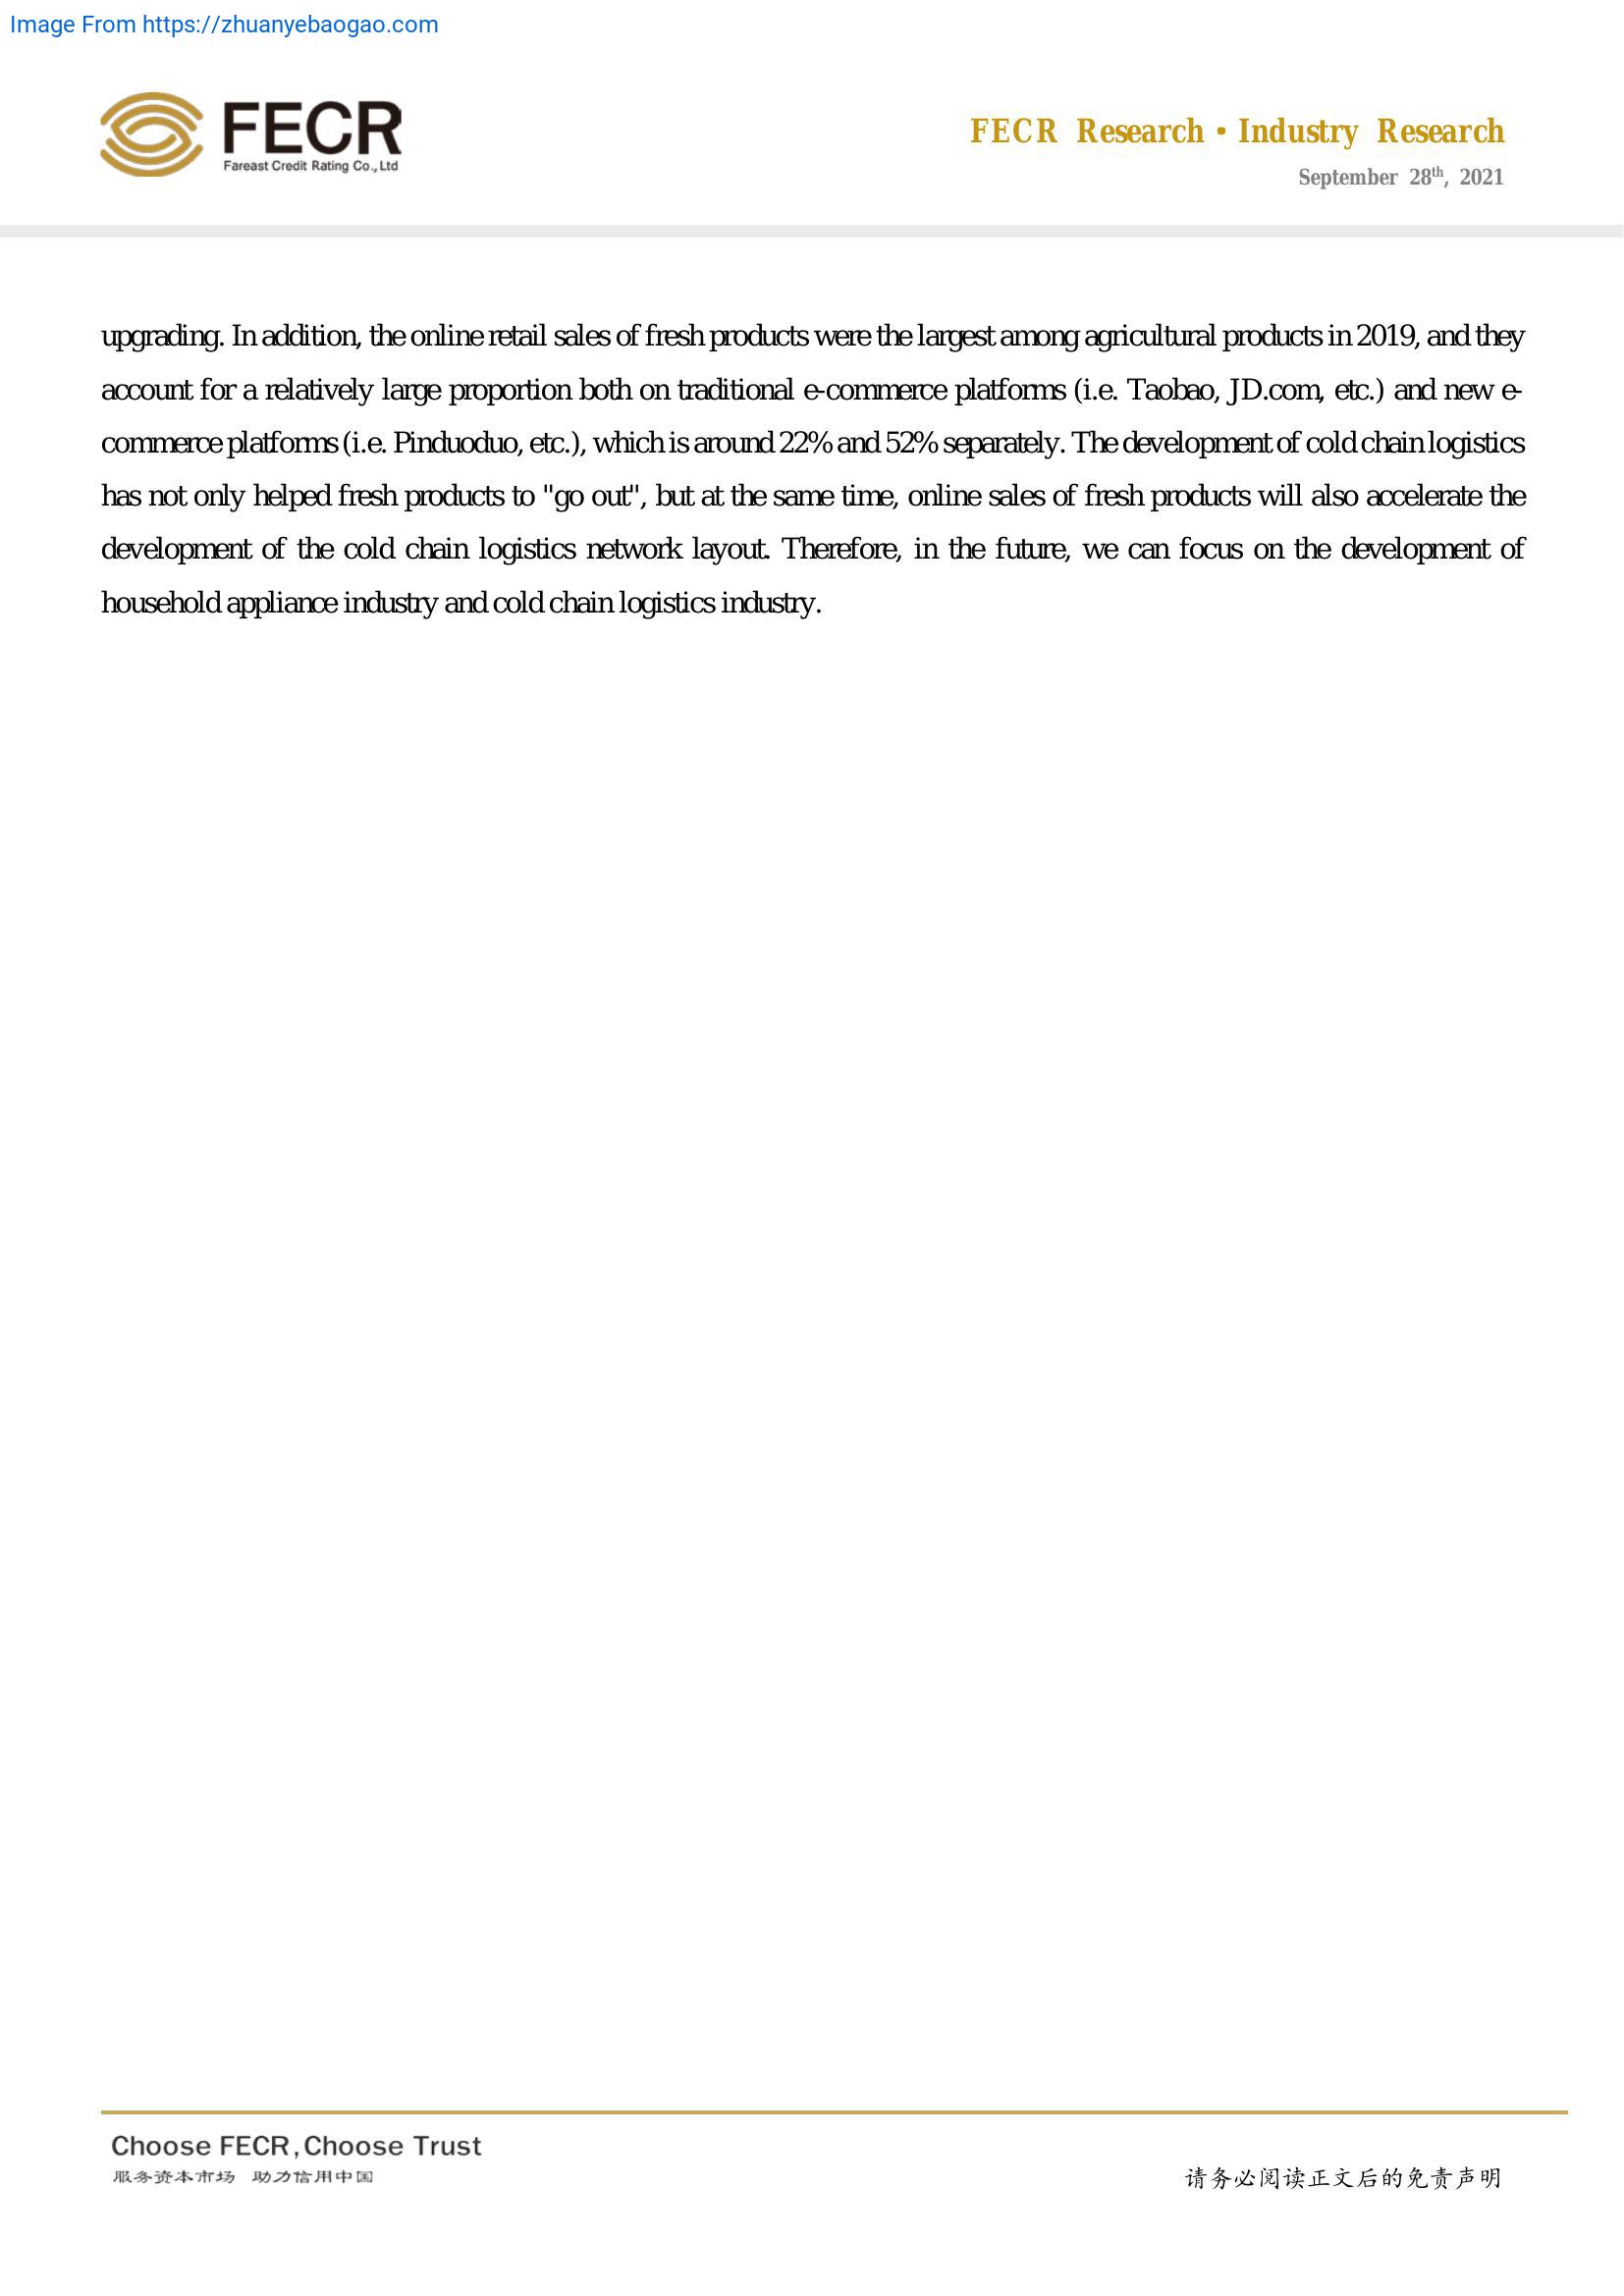 Image From https://zhuanyebaogao.com
FECR
Fareast Credit Rating Co., Ltd
FECR Research · Industry Research
September 28th, 2021
upgrading. In addition, the online retail sales of fresh products were the largest among agricultural products in 2019, and they
account for a relatively large proportion both on traditional e-commerce platforms (i.e. Taobao, JD.com, etc.) and new e-
commerce platforms (i.e. Pinduoduo, etc.), which is around 22% and 52% separately. The development of cold chain logistics
has not only helped fresh products to "go out", but at the same time, online sales of fresh products will also accelerate the
development of the cold chain logistics network layout. Therefore, in the future, we can focus on the development of
household appliance industry and cold chain logistics industry.
Choose FECR, Choose Trust
服务资本市场 助力信用中国
请务必阅读正文后的免责声明